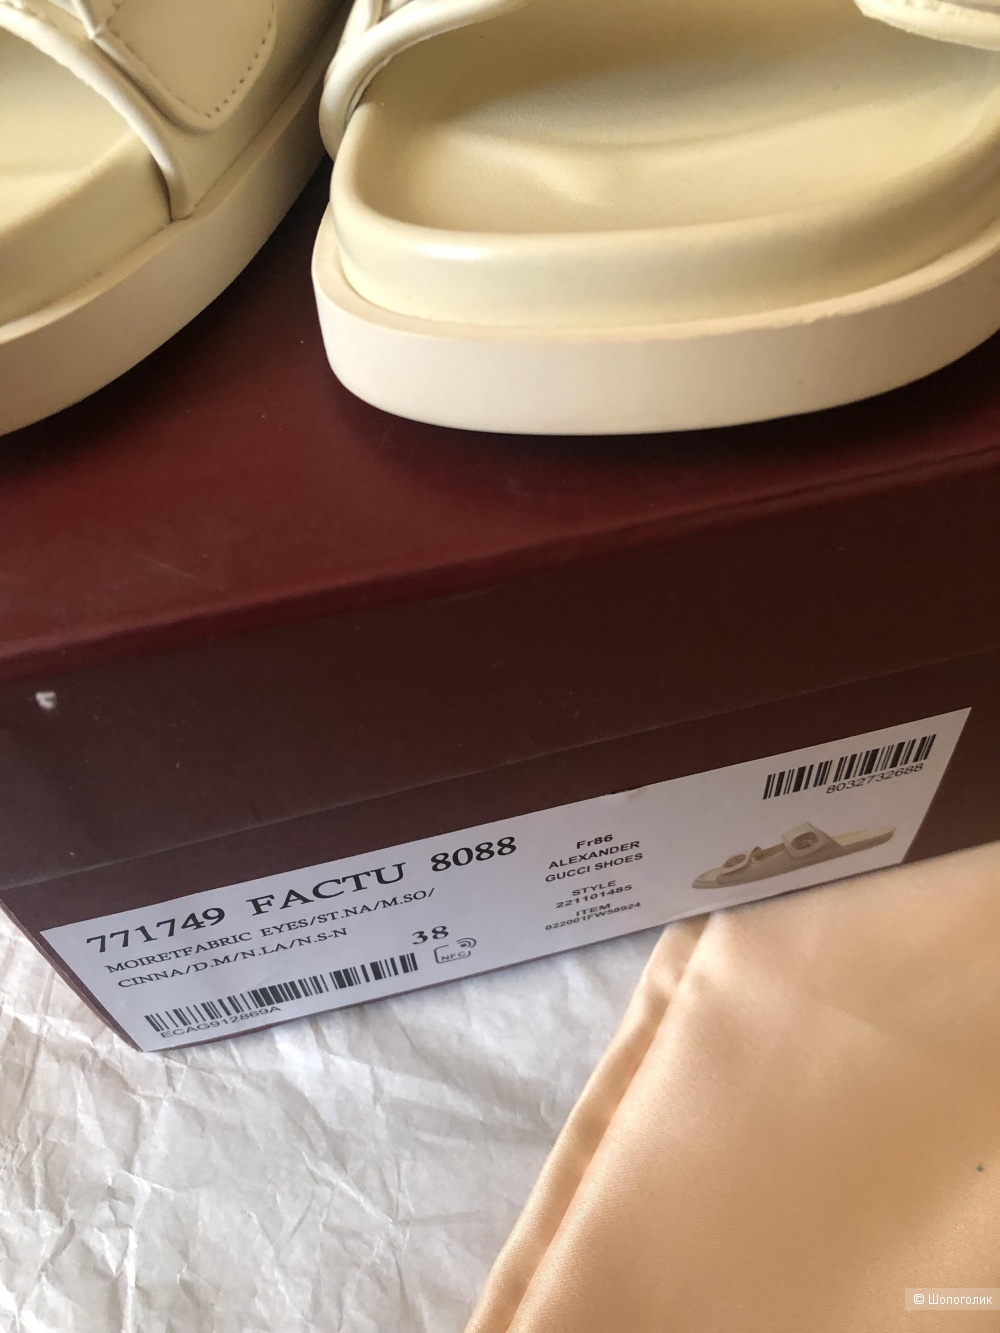 8032732688
771749 FACTU 8088
MOIRETFABRIC EYES/ST.NA/M.SO/
CINNA/D.M/N.LA/N.S-N
38
NFC
ECAG912869A
Fr86
ALEXANDER
GUCCI SHOES
STYLE
221101485
ITEM
022001FW58924
© Шопоголик